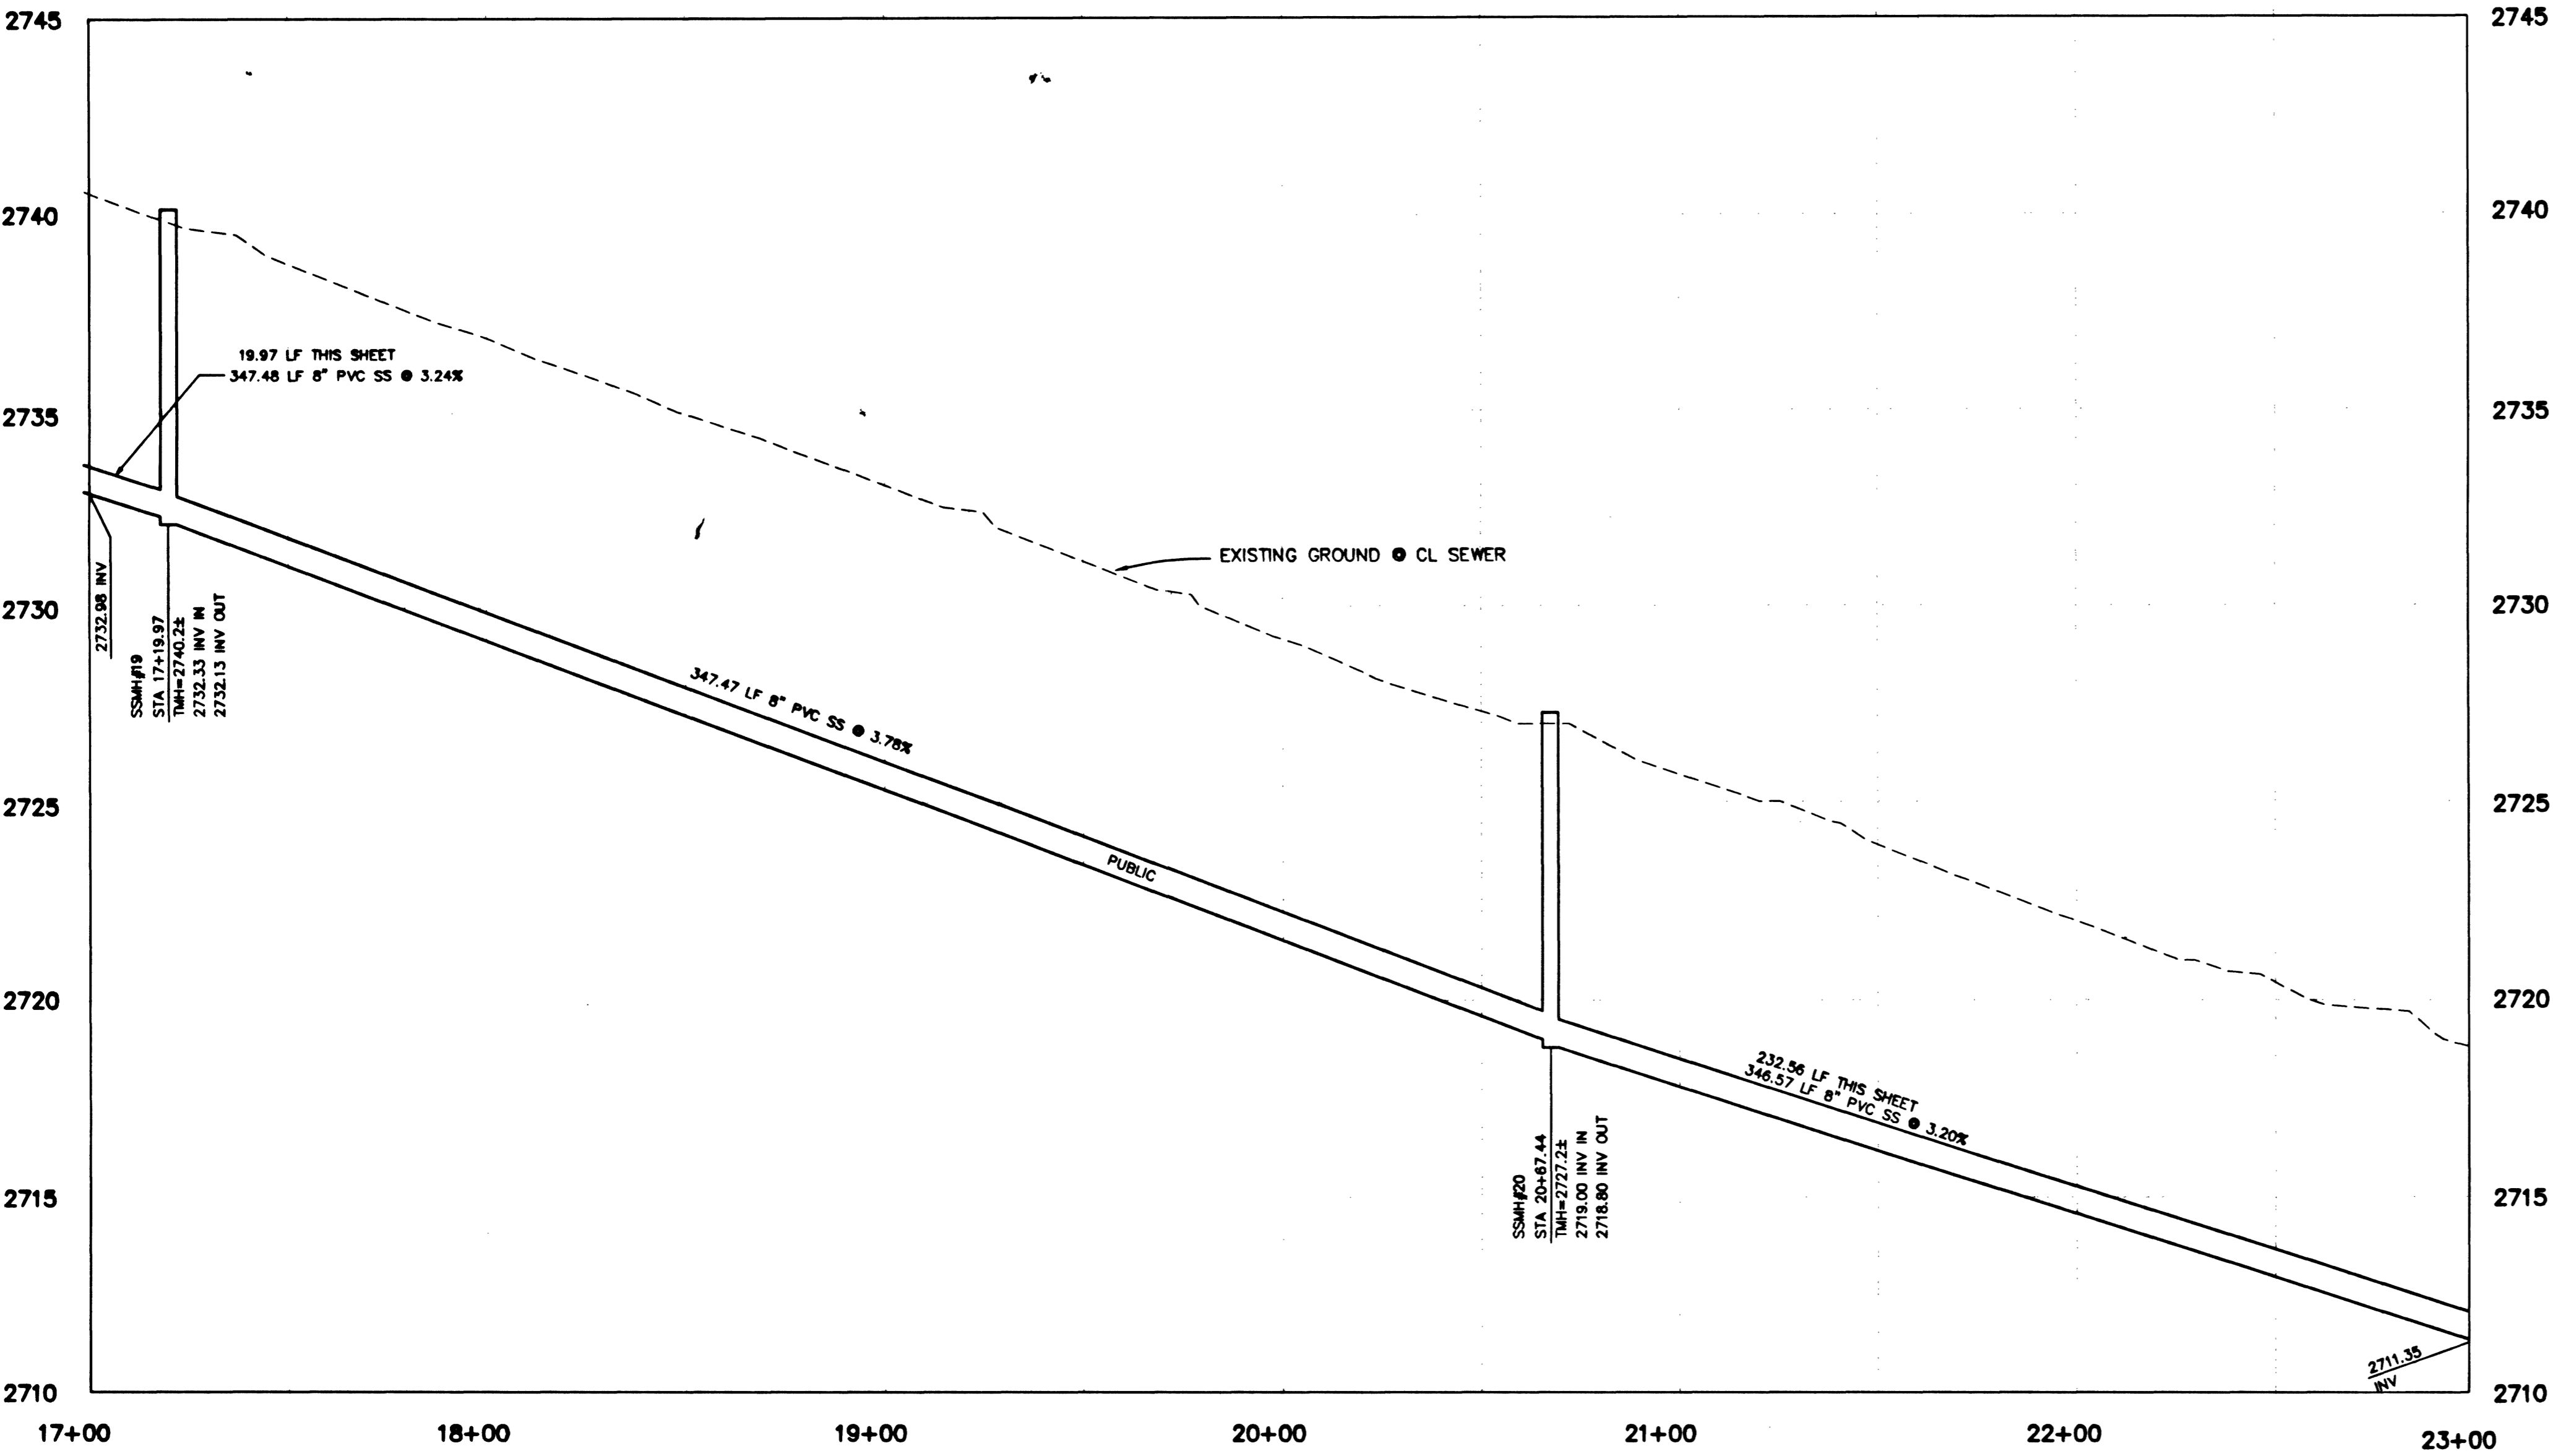 2745
2745
2740
2740
19.97 LF THIS SHEET
347.48 LF 8" PVC SS @ 3.24%
2735
2735
EXISTING GROUND @ CL SEWER
2730
2730
2732.98 INV
SSMH#19
STA 17+19.97
TMH=2740.2±
2732.33 INV IN
2732.13 INV OUT
347.47 LF 8" PVC SS @ 3.78%
2725
2725
PUBLIC
2720
2720
232.56 LF THIS SHEET
346.57 LF 8" PVC SS @ 3.20%
SSMH#20
STA 20+67.44
TMH=2727.2±
2719.00 INV IN
2718.80 INV OUT
2715
2715
2711.35
INV
2710
2710
17+00
18+00
19+00
20+00
21+00
22+00
23+00